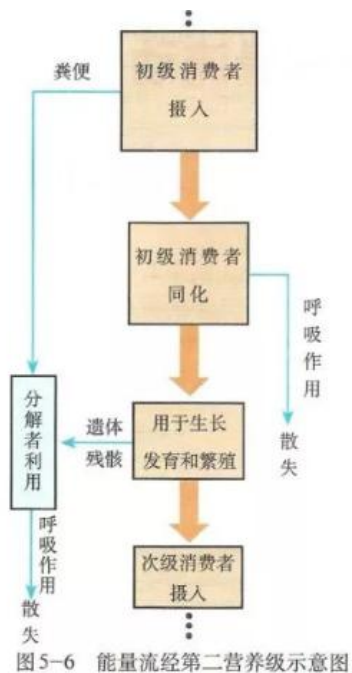 粪便
初级消费者
摄入
初级消费者
同化
呼吸作用
散失
用于生长
发育和繁殖
遗体
残骸
分解者利用
呼吸作用
散失
次级消费者
摄入
图5-6 能量流经第二营养级示意图